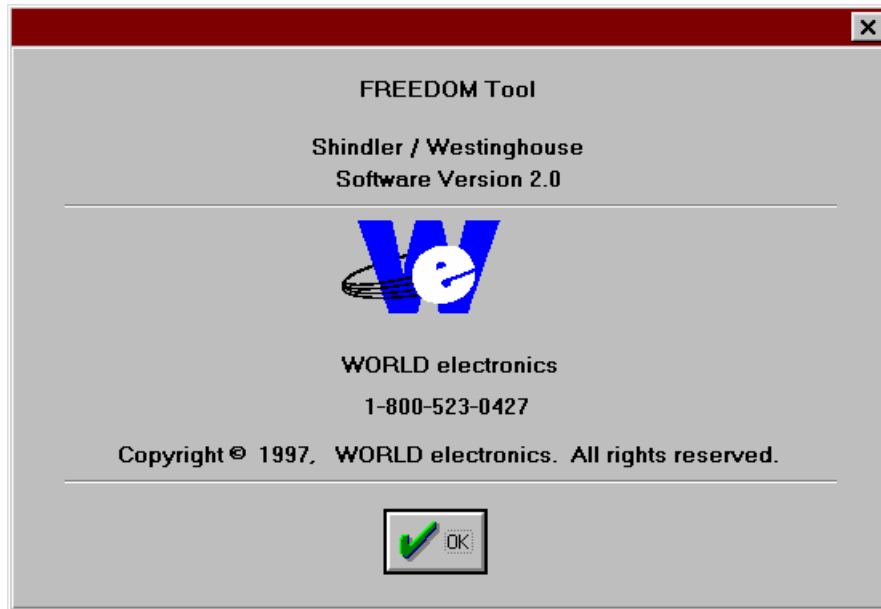 FREEDOM Tool
Shindler / Westinghouse
Software Version 2.0
We
WORLD electronics
1-800-523-0427
Copyright © 1997, WORLD electronics. All rights reserved.
OK